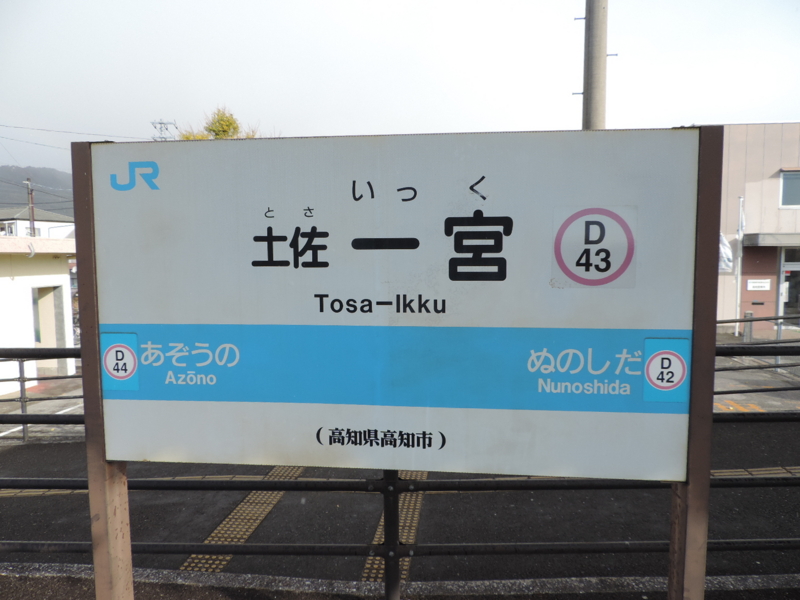 JR
いっく
とさ
土佐一宮
D
43
Tosa-Ikku
D
44
あぞうの
Azōno
ぬのしだ
Nunoshida
D
42
(高知県高知市)